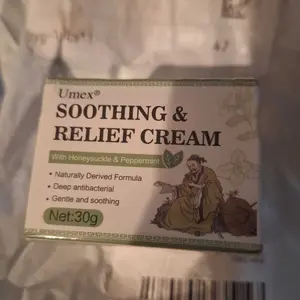 Umex®
SOOTHING &
RELIEF CREAM
With Honeysuckle & Peppermint
• Naturally Derived Formula
• Deep antibacterial
• Gentle and soothing
Net:30g